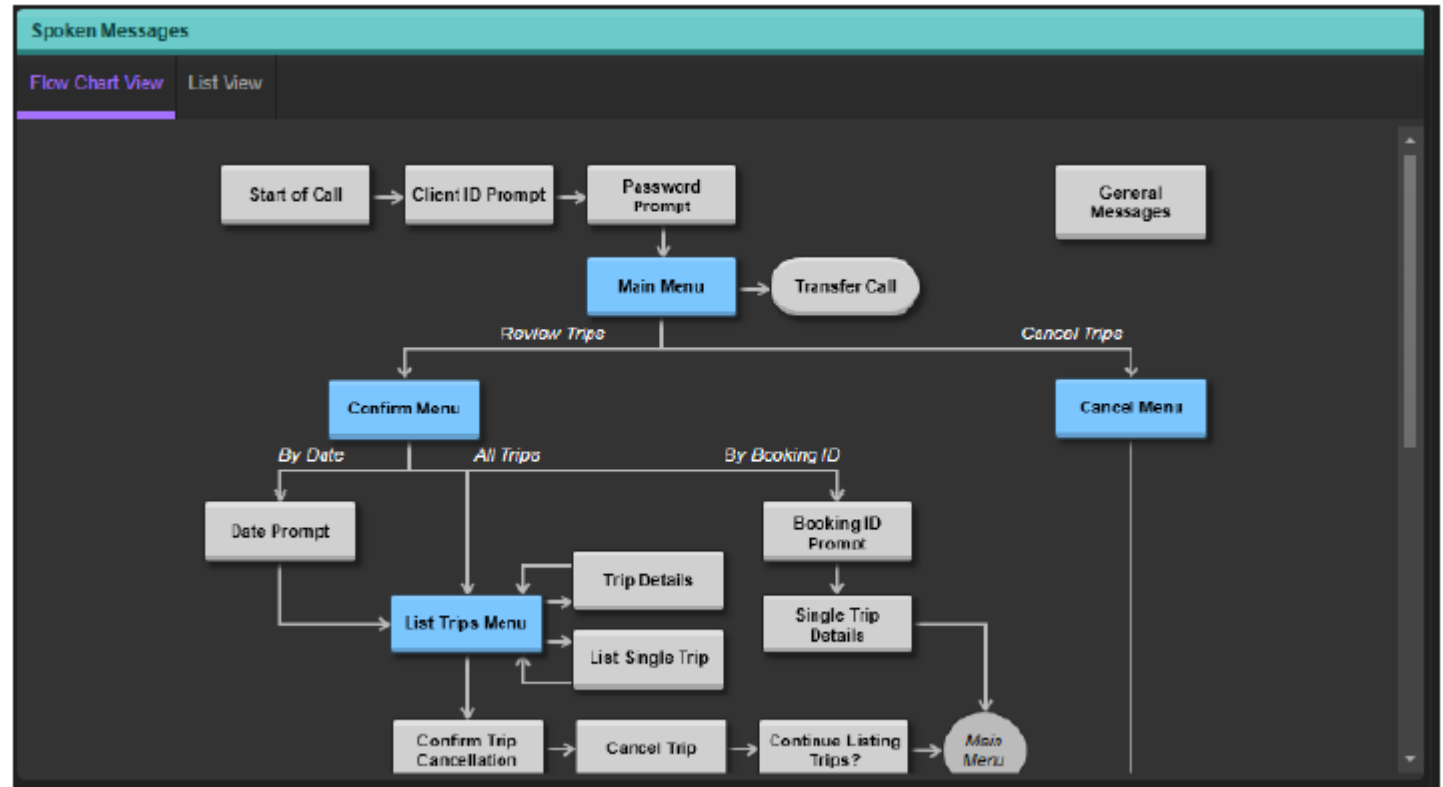 Spoken Messages
Flow Chart View
List View
Start of Call
Client ID Prompt
Password
Prompt
General
Messages
Main Menu
Transfer Call
Review Trips
Cancel Trips
Confirm Menu
Cancel Menu
By Date
All Trips
By Booking ID
Date Prompt
Booking ID
Prompt
Trip Details
List Trips Menu
Single Trip
Details
List Single Trip
Confirm Trip
Cancellation
Cancel Trip
Continue Listing
Trips?
Main
Menu